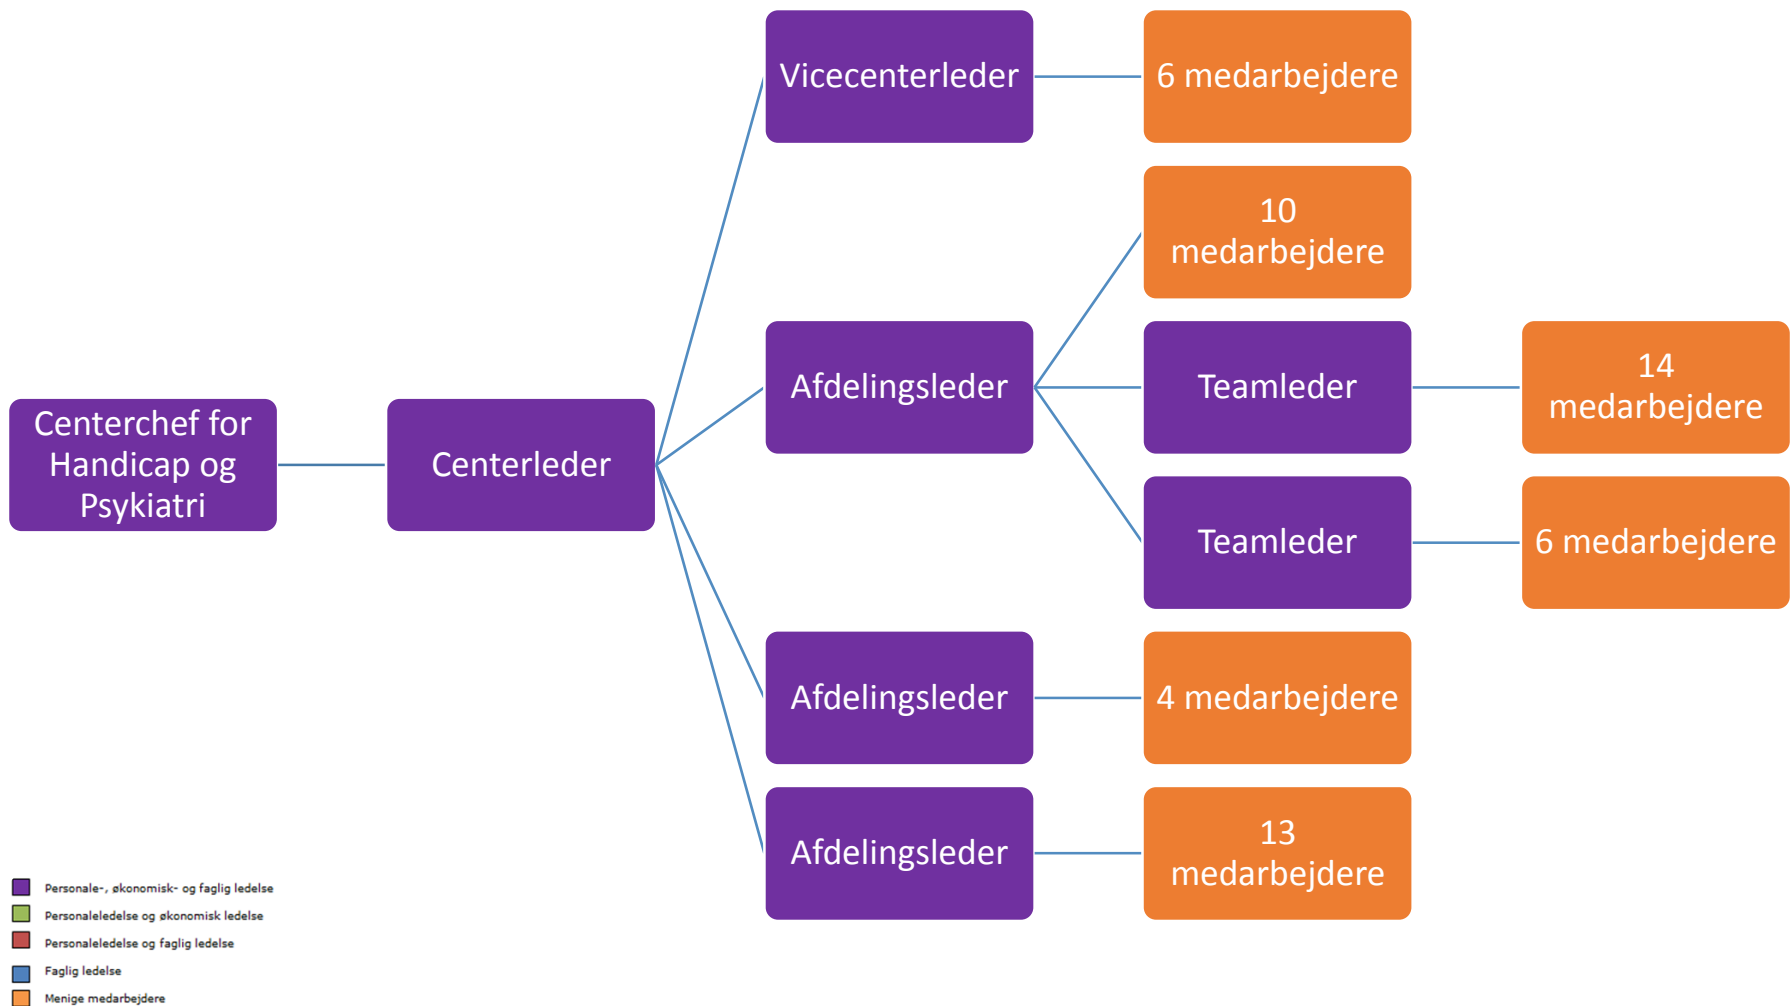 Vicecenterleder
6 medarbejdere
10
medarbejdere
Afdelingsleder
Teamleder
14
medarbejdere
Centerchef for
Handicap og
Psykiatri
Centerleder
Teamleder
6 medarbejdere
Afdelingsleder
4 medarbejdere
Afdelingsleder
13
medarbejdere
Personale-, økonomisk- og faglig ledelse
Personaleledelse og økonomisk ledelse
Personaleledelse og faglig ledelse
Faglig ledelse
Menige medarbejdere